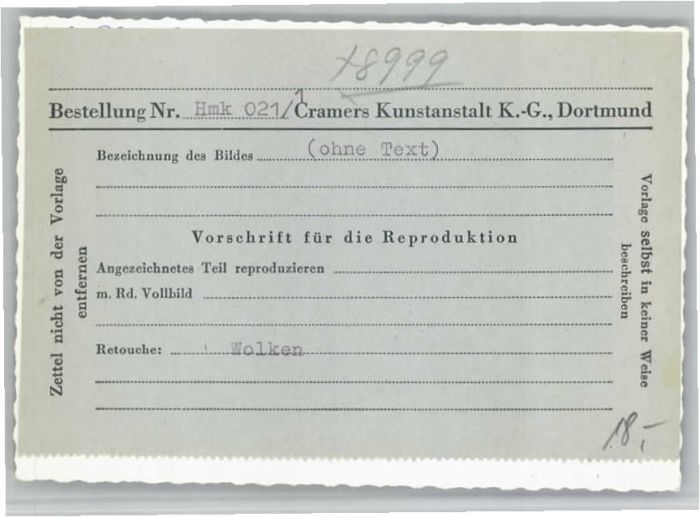 +8999
Bestellung Nr. Hmk 021/1 Cramers Kunstanstalt K.-G., Dortmund
Bezeichnung des Bildes (ohne Text)
Vorschrift für die Reproduktion
Angezeichnetes Teil reproduzieren
m. Rd. Vollbild
Retouche: Wolken
Zettel nicht von der Vorlage
entfernen
Vorlage selbst in keiner Weise
beschreiben
18,-